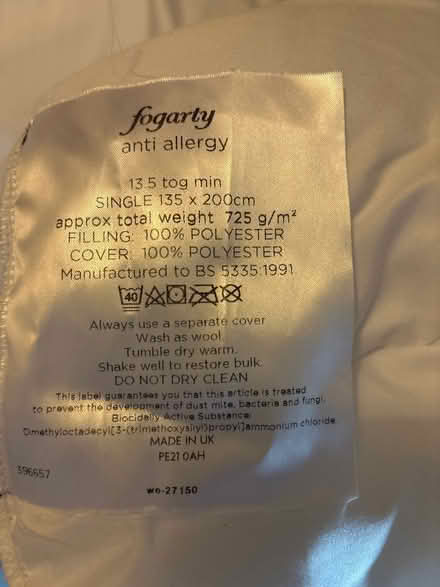 fogarty
anti allergy
13.5 tog min
SINGLE 135 x 200cm
approx total weight 725 g/m²
FILLING: 100% POLYESTER
COVER: 100% POLYESTER
Manufactured to BS 5335:1991
40
Always use a separate cover
Wash as wool.
Tumble dry warm.
Shake well to restore bulk.
DO NOT DRY CLEAN
This label guarantees you that this article is treated
to prevent the development of dust mite, bacteria and fungi.
Biocidally Active Substance:
Dimethyloctadecyl[3-(trimethoxysilyl)propyl]ammonium chloride
MADE IN UK
PE21 0AH
396657
wo-27150